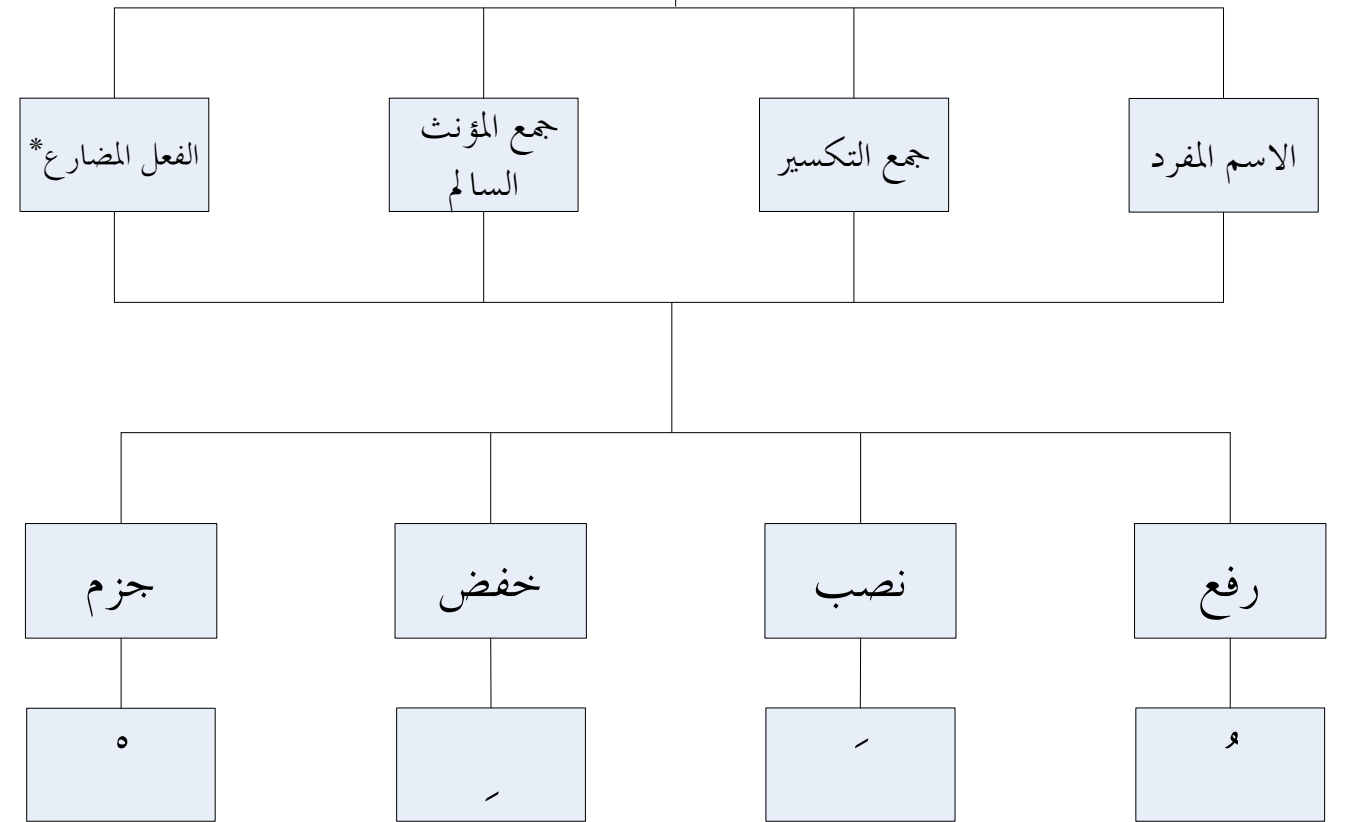 الاسم المفرد
جمع التكسير
جمع المؤنث
السالم
الفعل المضارع*
رفع
نصب
خفض
جزم
ُ
َ
ِ
ْ